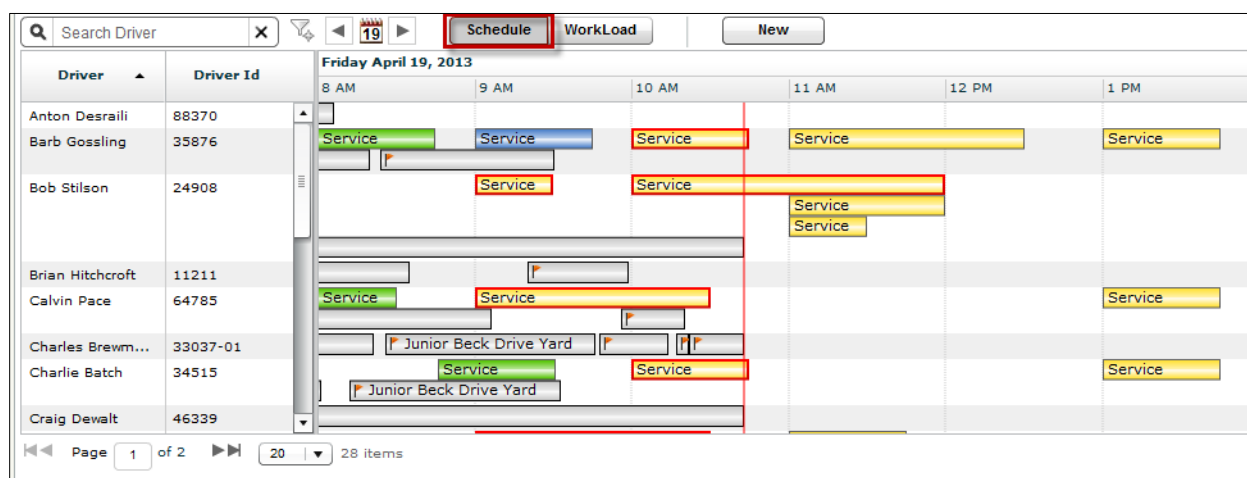 Search Driver x 19 Schedule WorkLoad New
Driver Driver Id Friday April 19, 2013
8 AM 9 AM 10 AM 11 AM 12 PM 1 PM
Anton Desraili 88370
Barb Gossling 35876 Service Service Service Service Service
Bob Stilson 24908 Service Service
Service
Service
Brian Hitchcroft 11211
Calvin Pace 64785 Service Service Service
Charles Brewm... 33037-01 Junior Beck Drive Yard
Charlie Batch 34515 Service Service Service
Junior Beck Drive Yard
Craig Dewalt 46339
Page 1 of 2 20 28 items